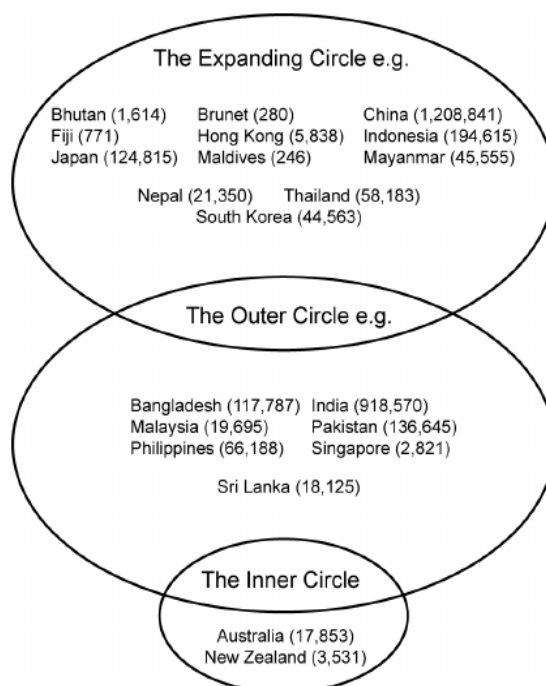 The Expanding Circle e.g.
Bhutan (1,614) Brunet (280) China (1,208,841)
Fiji (771) Hong Kong (5,838) Indonesia (194,615)
Japan (124,815) Maldives (246) Mayanmar (45,555)
Nepal (21,350) Thailand (58,183)
South Korea (44,563)
The Outer Circle e.g.
Bangladesh (117,787) India (918,570)
Malaysia (19,695) Pakistan (136,645)
Philippines (66,188) Singapore (2,821)
Sri Lanka (18,125)
The Inner Circle
Australia (17,853)
New Zealand (3,531)